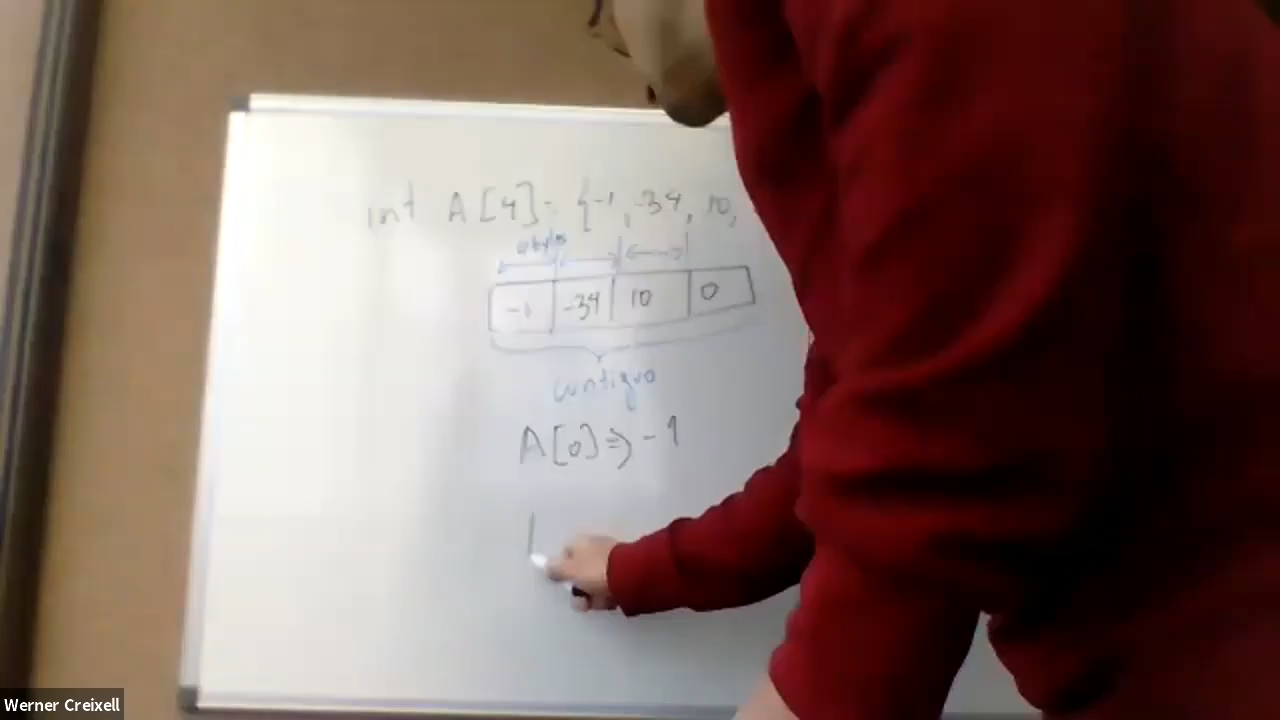 int A[4] = {-1, -34, 10,
-1 -34 10 0
contiguo
A[0] => -1
Werner Creixell